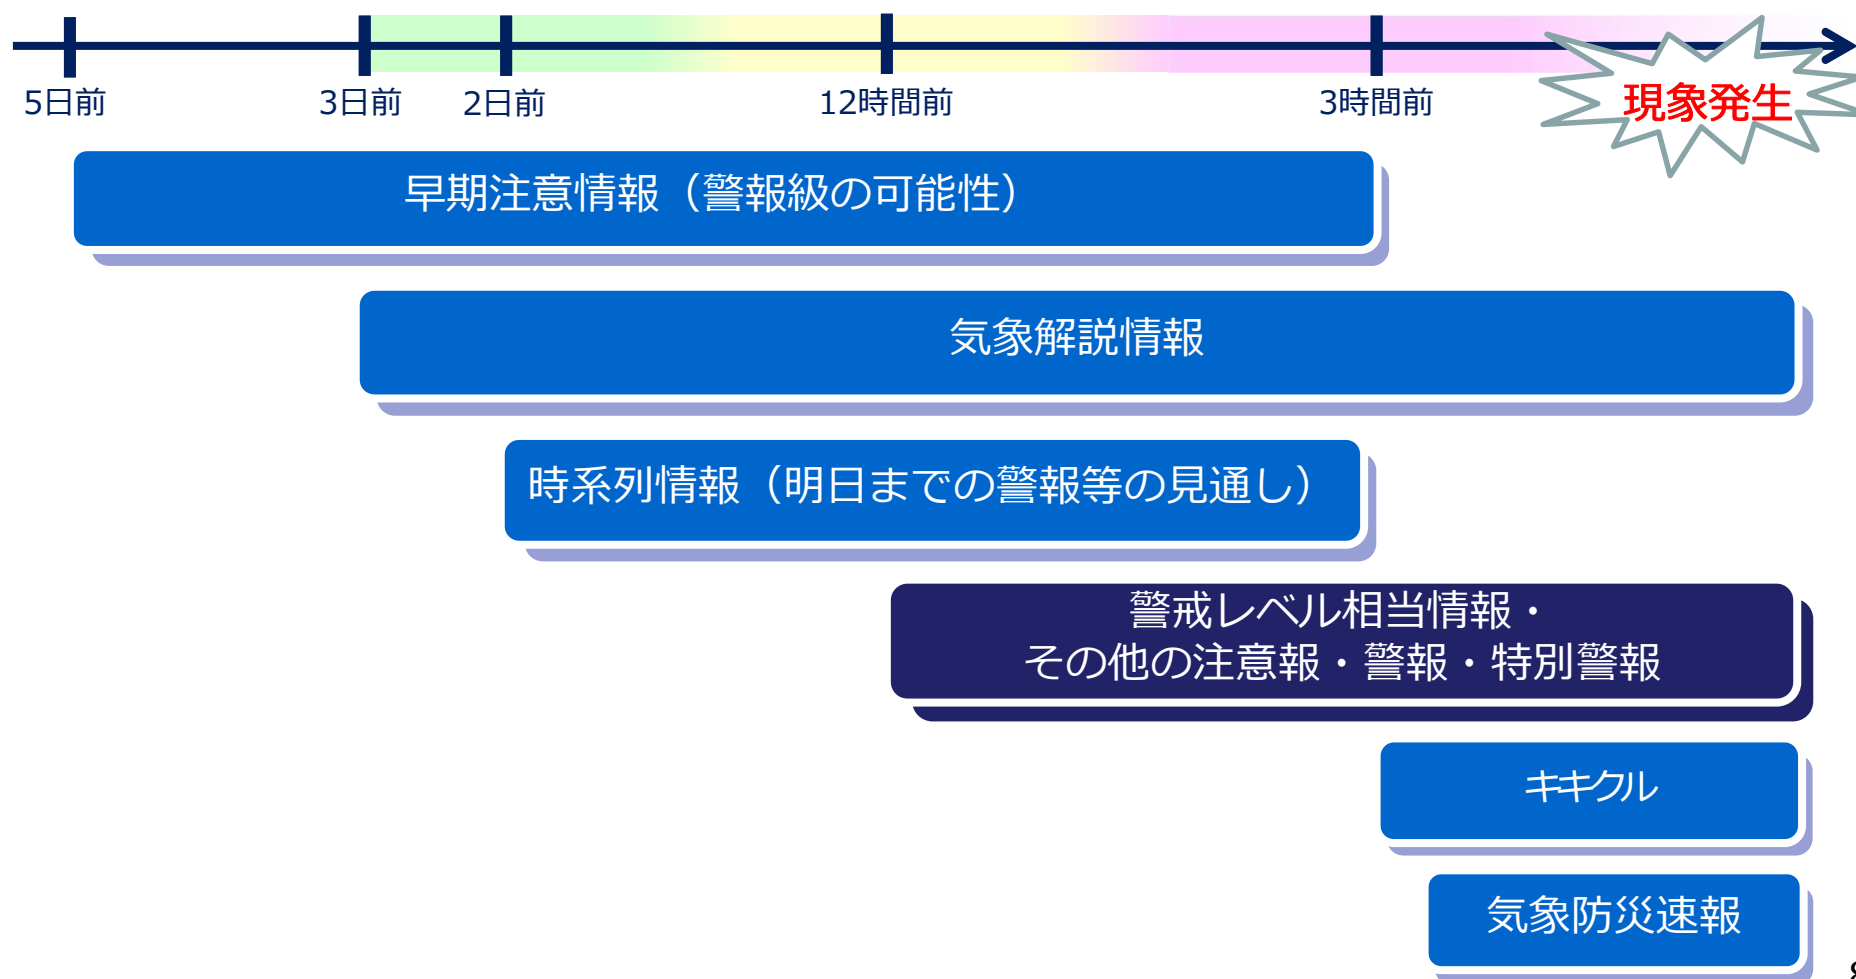 5日前
3日前
2日前
12時間前
3時間前
現象発生
早期注意情報（警報級の可能性）
気象解説情報
時系列情報（明日までの警報等の見通し）
警戒レベル相当情報・
その他の注意報・警報・特別警報
キキクル
気象防災速報